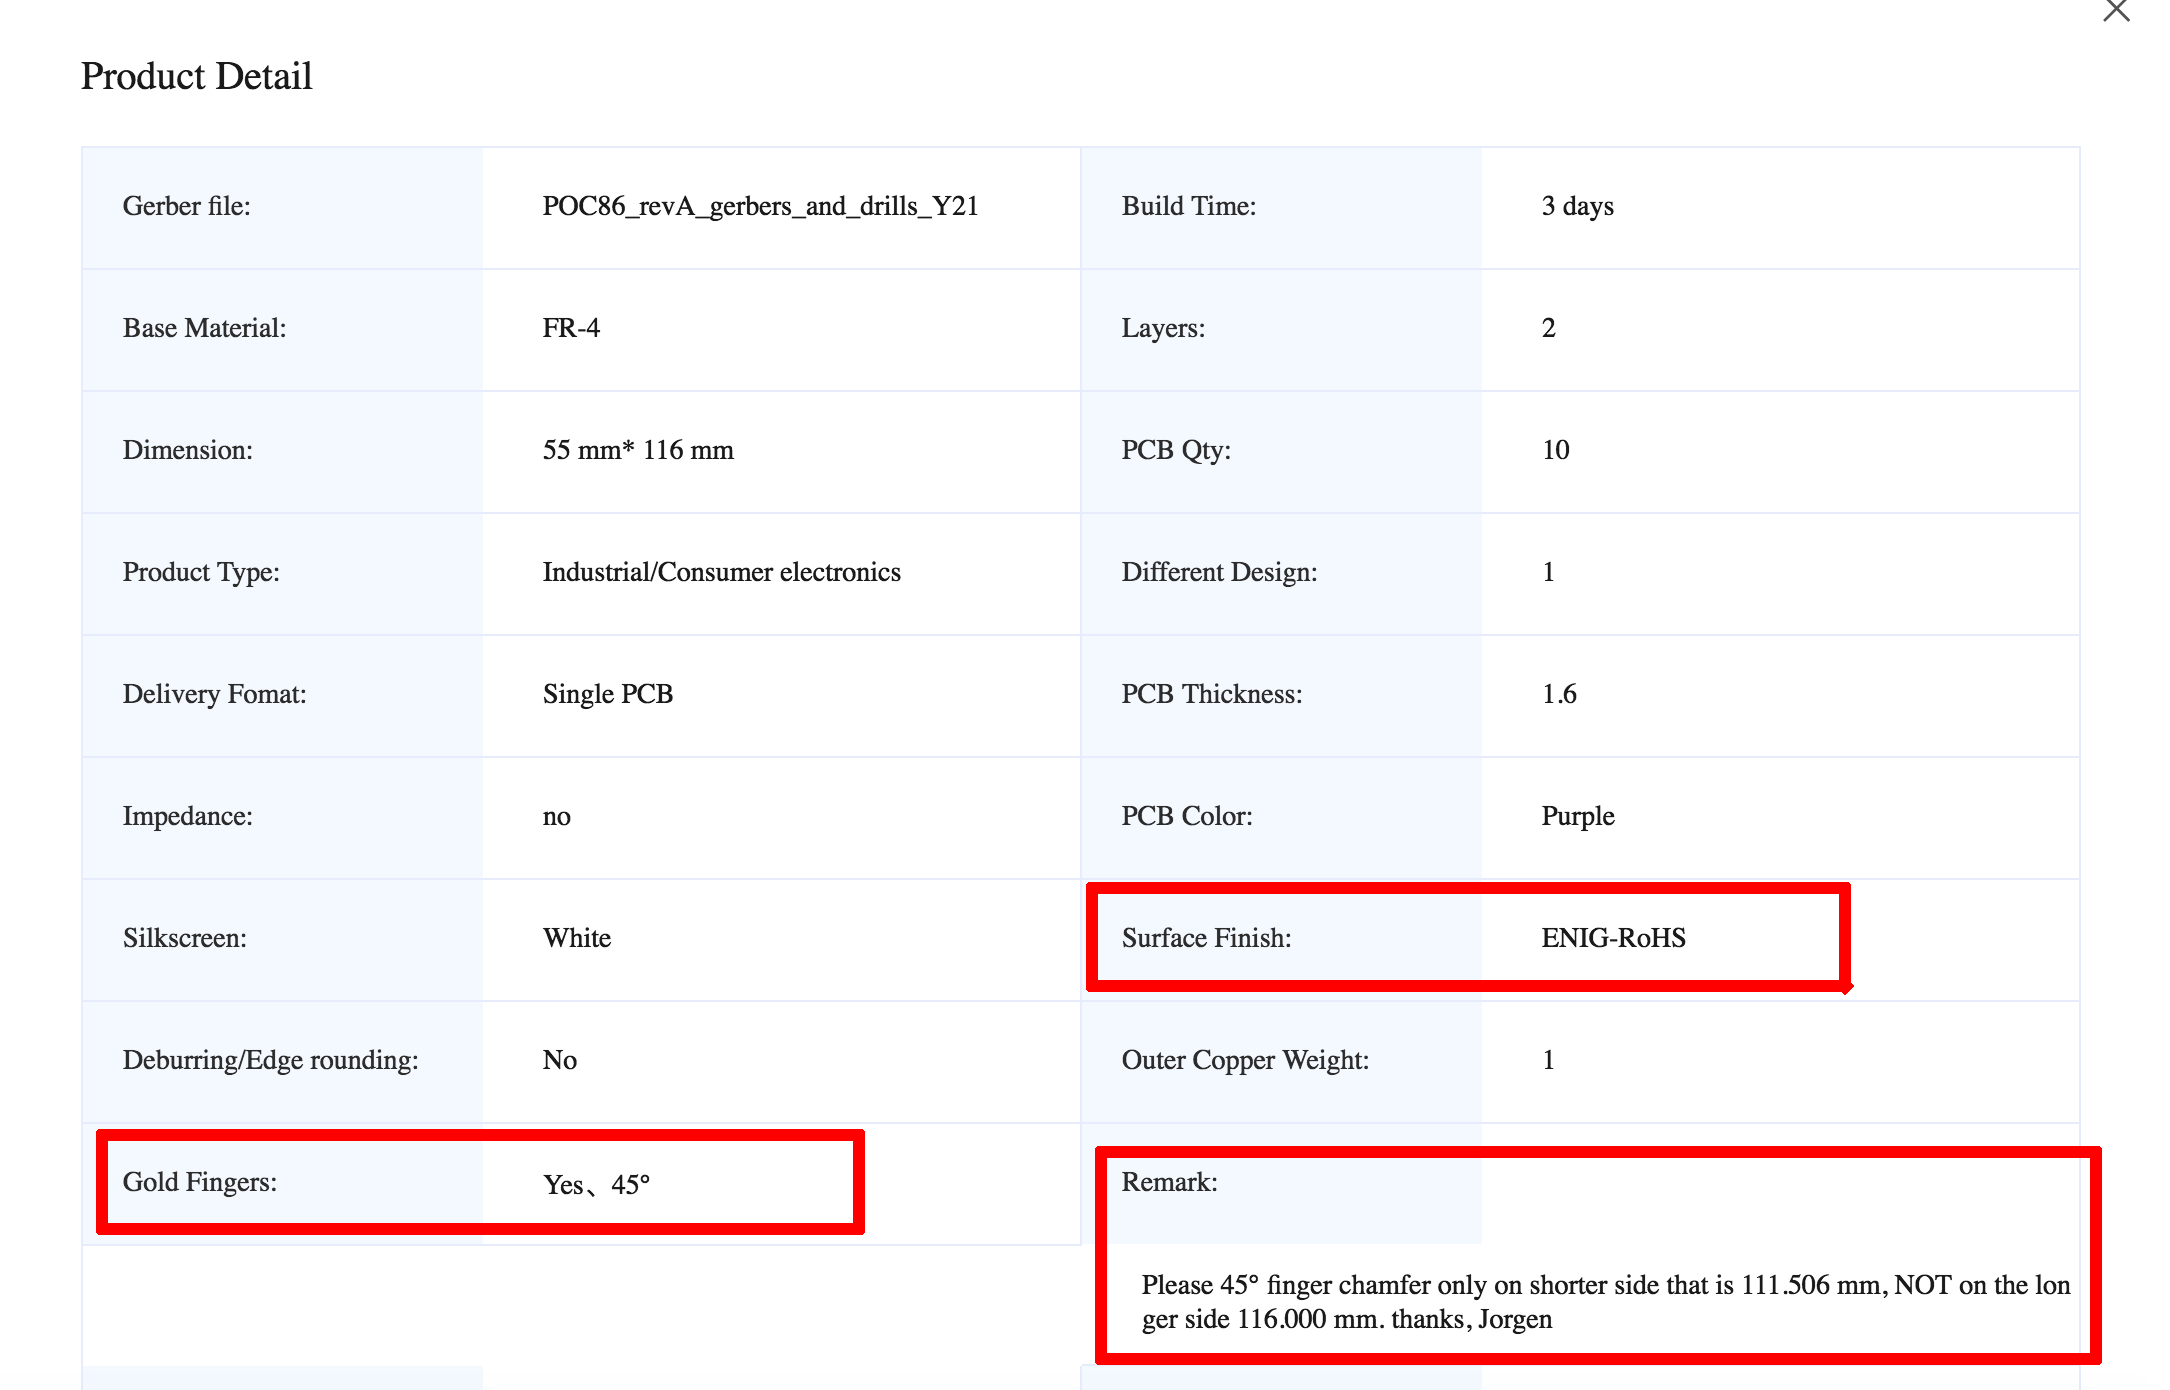 Product Detail
Gerber file: POC86_revA_gerbers_and_drills_Y21 Build Time: 3 days
Base Material: FR-4 Layers: 2
Dimension: 55 mm* 116 mm PCB Qty: 10
Product Type: Industrial/Consumer electronics Different Design: 1
Delivery Fomat: Single PCB PCB Thickness: 1.6
Impedance: no PCB Color: Purple
Silkscreen: White Surface Finish: ENIG-RoHS
Deburring/Edge rounding: No Outer Copper Weight: 1
Gold Fingers: Yes、45° Remark:
Please 45° finger chamfer only on shorter side that is 111.506 mm, NOT on the lon
ger side 116.000 mm. thanks, Jorgen